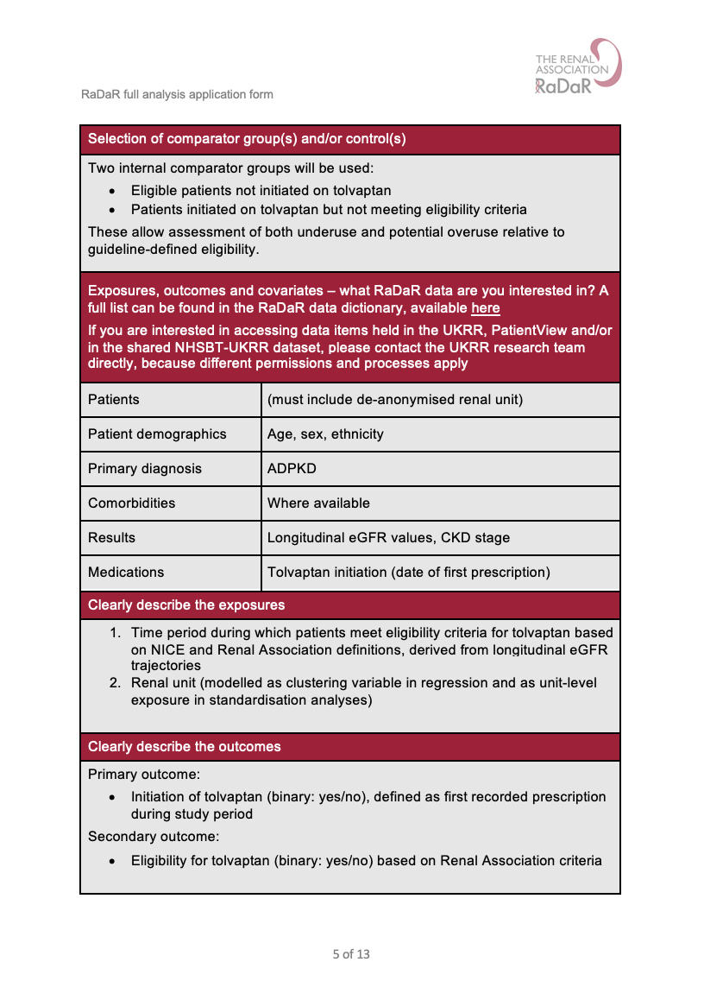 THE RENAL
ASSOCIATION
RaDaR
RaDaR full analysis application form
Selection of comparator group(s) and/or control(s)
Two internal comparator groups will be used:
• Eligible patients not initiated on tolvaptan
• Patients initiated on tolvaptan but not meeting eligibility criteria
These allow assessment of both underuse and potential overuse relative to
guideline-defined eligibility.
Exposures, outcomes and covariates – what RaDaR data are you interested in? A
full list can be found in the RaDaR data dictionary, available here
If you are interested in accessing data items held in the UKRR, PatientView and/or
in the shared NHSBT-UKRR dataset, please contact the UKRR research team
directly, because different permissions and processes apply
Patients (must include de-anonymised renal unit)
Patient demographics Age, sex, ethnicity
Primary diagnosis ADPKD
Comorbidities Where available
Results Longitudinal eGFR values, CKD stage
Medications Tolvaptan initiation (date of first prescription)
Clearly describe the exposures
1. Time period during which patients meet eligibility criteria for tolvaptan based
on NICE and Renal Association definitions, derived from longitudinal eGFR
trajectories
2. Renal unit (modelled as clustering variable in regression and as unit-level
exposure in standardisation analyses)
Clearly describe the outcomes
Primary outcome:
• Initiation of tolvaptan (binary: yes/no), defined as first recorded prescription
during study period
Secondary outcome:
• Eligibility for tolvaptan (binary: yes/no) based on Renal Association criteria
5 of 13